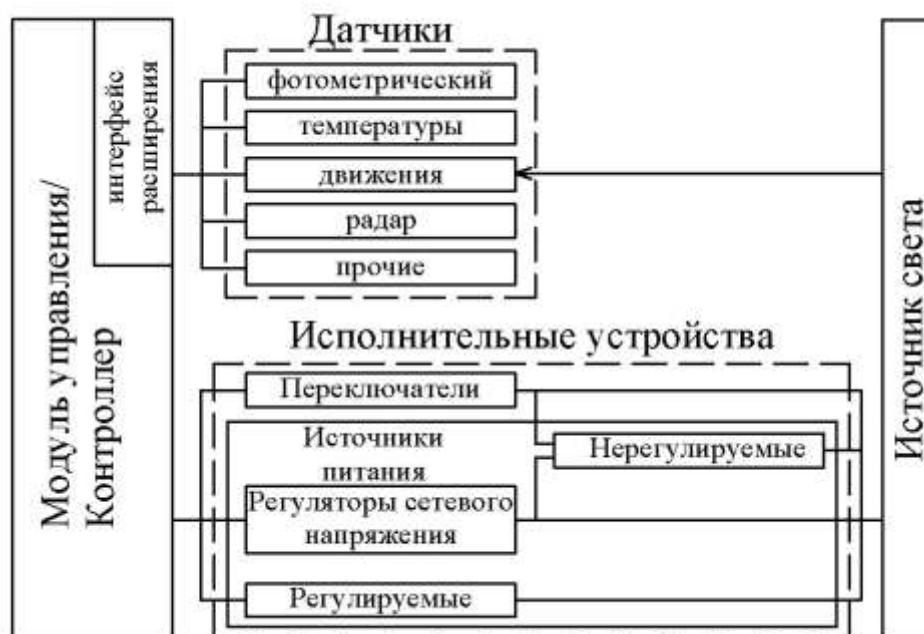 Модуль управления/
Контроллер
интерфейс
расширения
Датчики
фотометрический
температуры
движения
радар
прочие
Исполнительные устройства
Переключатели
Источники
питания
Нерегулируемые
Регуляторы сетевого
напряжения
Регулируемые
Источник света